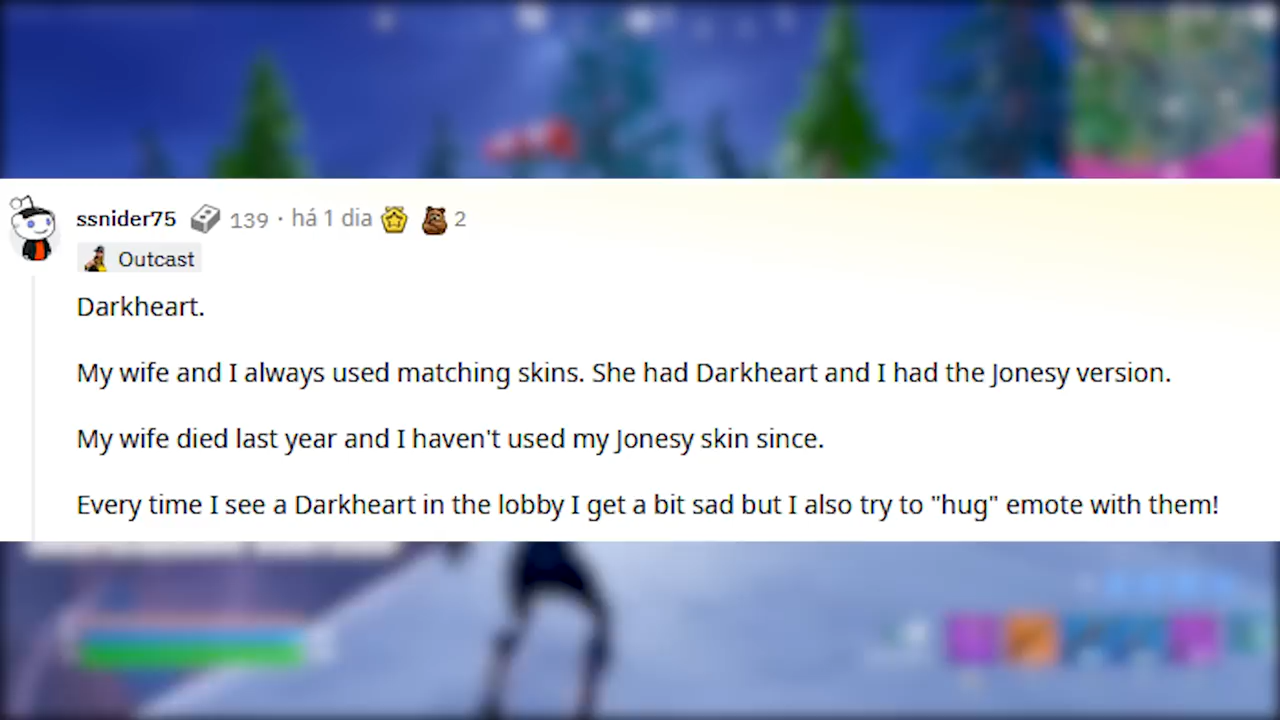 ssnider75 139 · há 1 dia 2
Outcast
Darkheart.
My wife and I always used matching skins. She had Darkheart and I had the Jonesy version.
My wife died last year and I haven't used my Jonesy skin since.
Every time I see a Darkheart in the lobby I get a bit sad but I also try to "hug" emote with them!